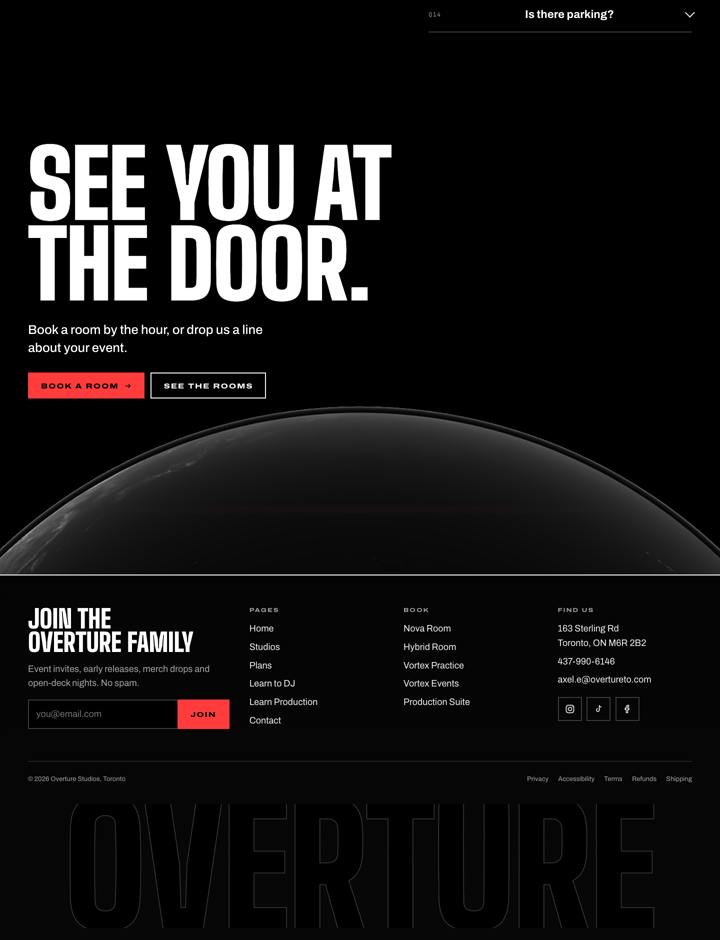 Q14
Is there parking?
SEE YOU AT
THE DOOR.
Book a room by the hour, or drop us a line
about your event.
BOOK A ROOM →
SEE THE ROOMS
JOIN THE
OVERTURE FAMILY
Event invites, early releases, merch drops and
open-deck nights. No spam.
you@email.com
JOIN
PAGES
Home
Studios
Plans
Learn to DJ
Learn Production
Contact
BOOK
Nova Room
Hybrid Room
Vortex Practice
Vortex Events
Production Suite
FIND US
163 Sterling Rd
Toronto, ON M6R 2B2
437-990-6146
axel.e@overtureto.com
© 2026 Overture Studios, Toronto
Privacy
Accessibility
Terms
Refunds
Shipping
OVERTURE